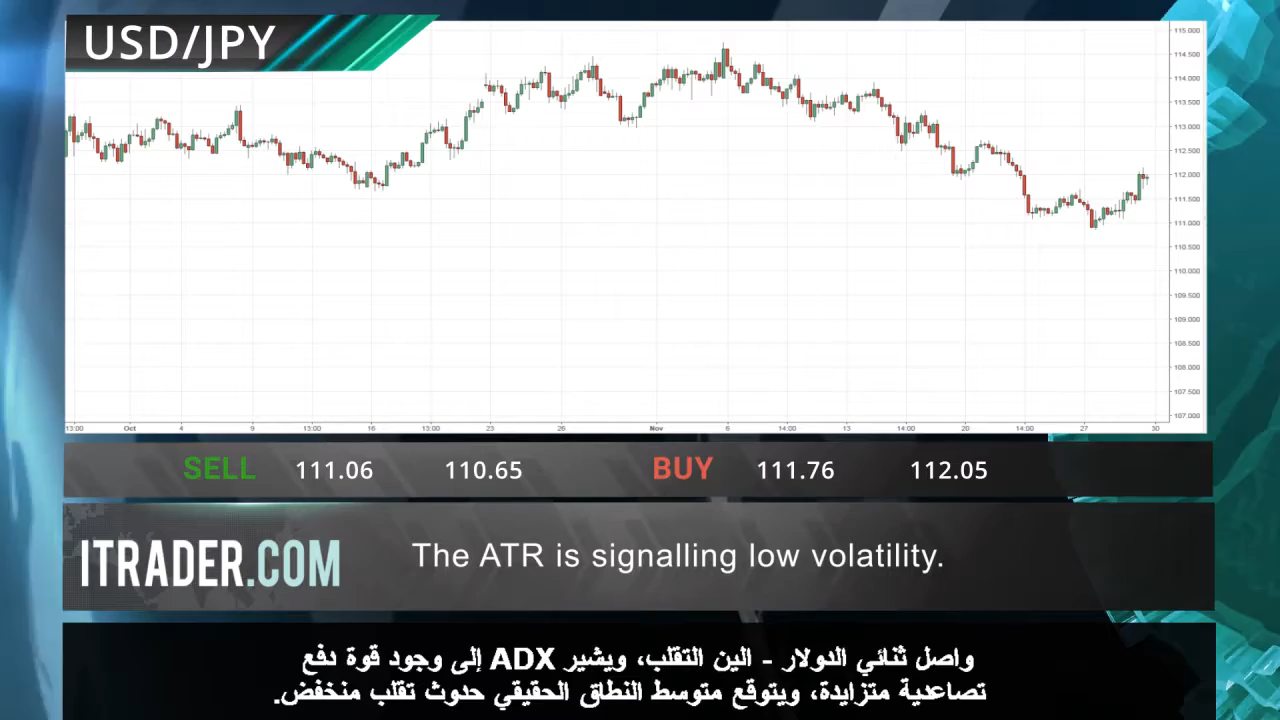 USD/JPY
115.000
114.500
114.000
113.500
113.000
112.500
112.000
111.500
111.000
110.500
110.000
109.500
109.000
108.500
108.000
107.500
107.000
13:00 Oct 4 9 13:00 16 13:00 23 26 Nov 6 14:00 13 14:00 20 14:00 27 30
SELL 111.06 110.65 BUY 111.76 112.05
ITRADER.COM
The ATR is signalling low volatility.
واصل ثنائي الدولار - الين التقلب، ويشير ADX إلى وجود قوة دفع
تصاعدية متزايدة، ويتوقع متوسط النطاق الحقيقي حدوث تقلب منخفض.